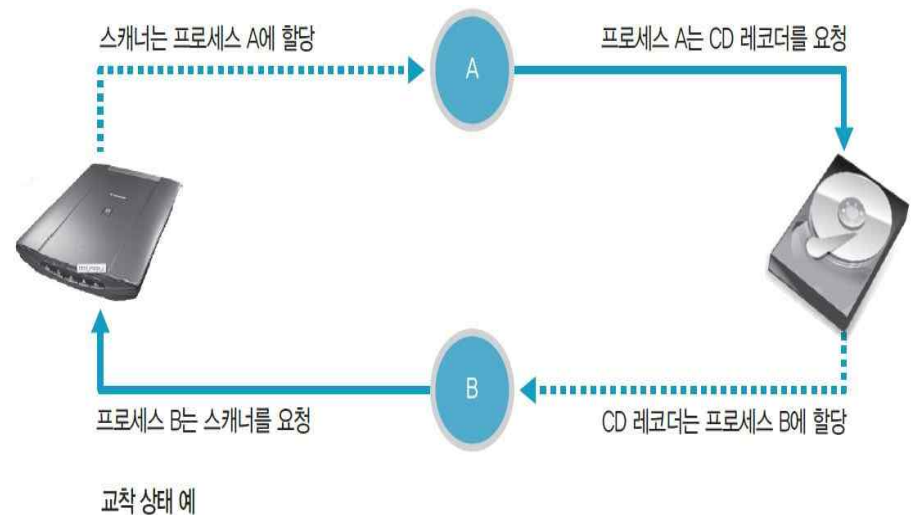 스캐너는 프로세스 A에 할당
프로세스 A는 CD 레코더를 요청
A
B
프로세스 B는 스캐너를 요청
CD 레코더는 프로세스 B에 할당
교착 상태 예